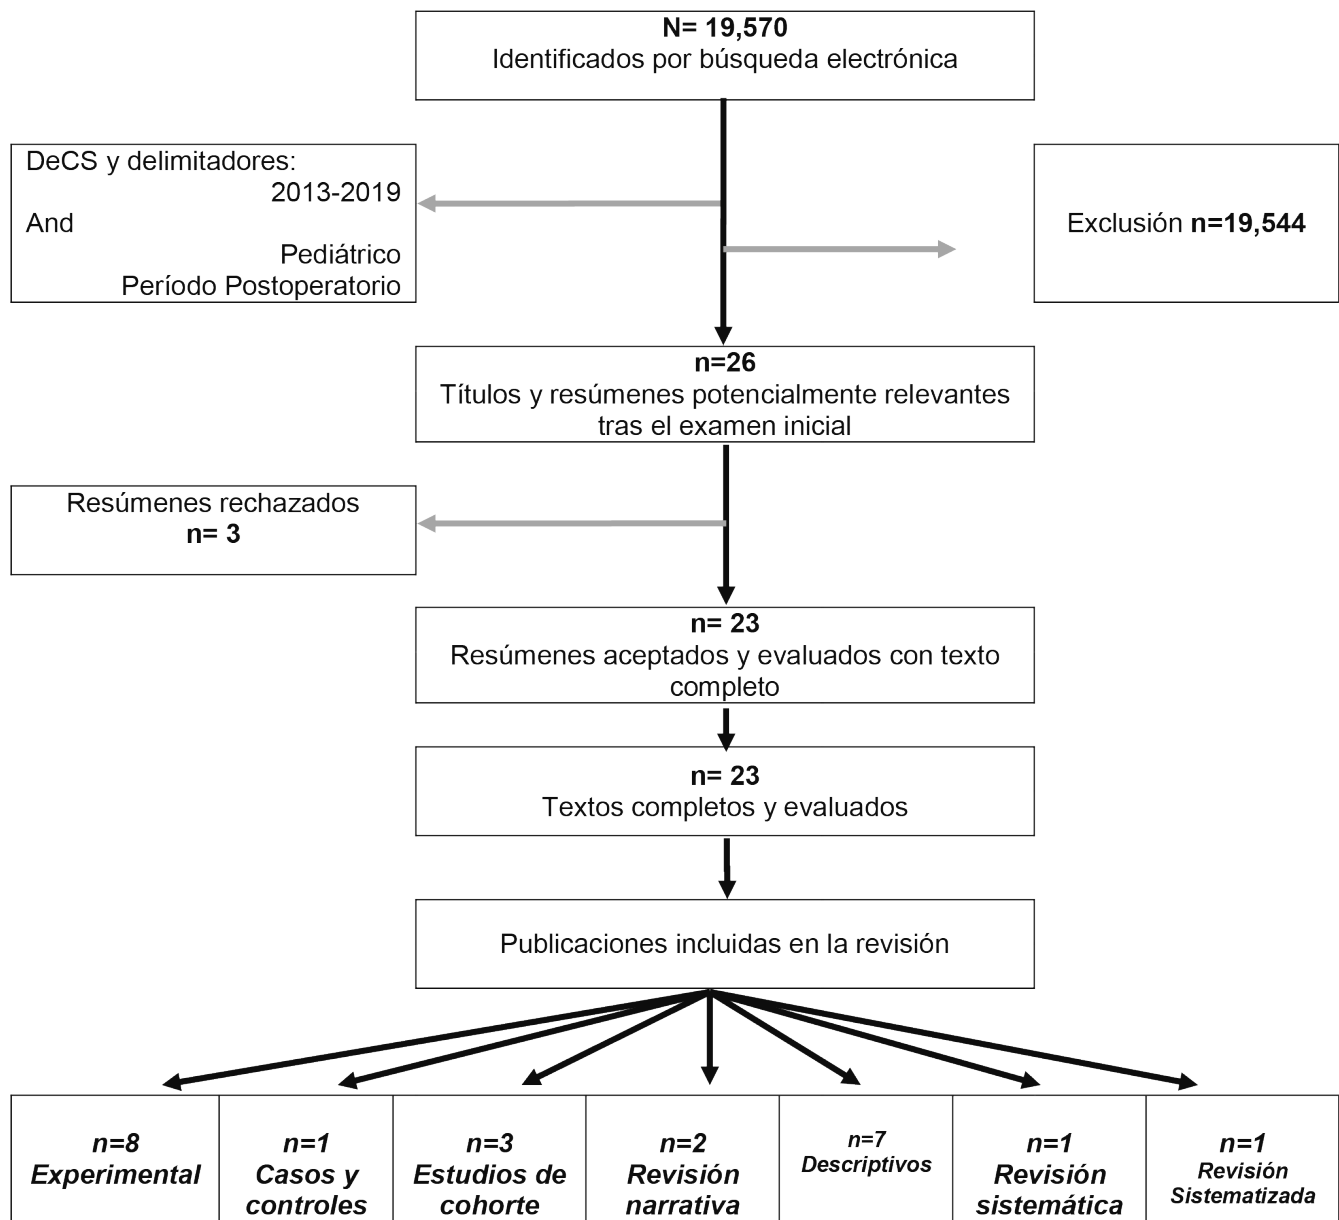 N= 19,570
Identificados por búsqueda electrónica
DeCS y delimitadores:
2013-2019
And
Pediátrico
Período Postoperatorio
Exclusión n=19,544
n=26
Títulos y resúmenes potencialmente relevantes
tras el examen inicial
Resúmenes rechazados
n= 3
n= 23
Resúmenes aceptados y evaluados con texto
completo
n= 23
Textos completos y evaluados
Publicaciones incluidas en la revisión
n=8
Experimental
n=1
Casos y
controles
n=3
Estudios de
cohorte
n=2
Revisión
narrativa
n=7
Descriptivos
n=1
Revisión
sistemática
n=1
Revisión
Sistematizada